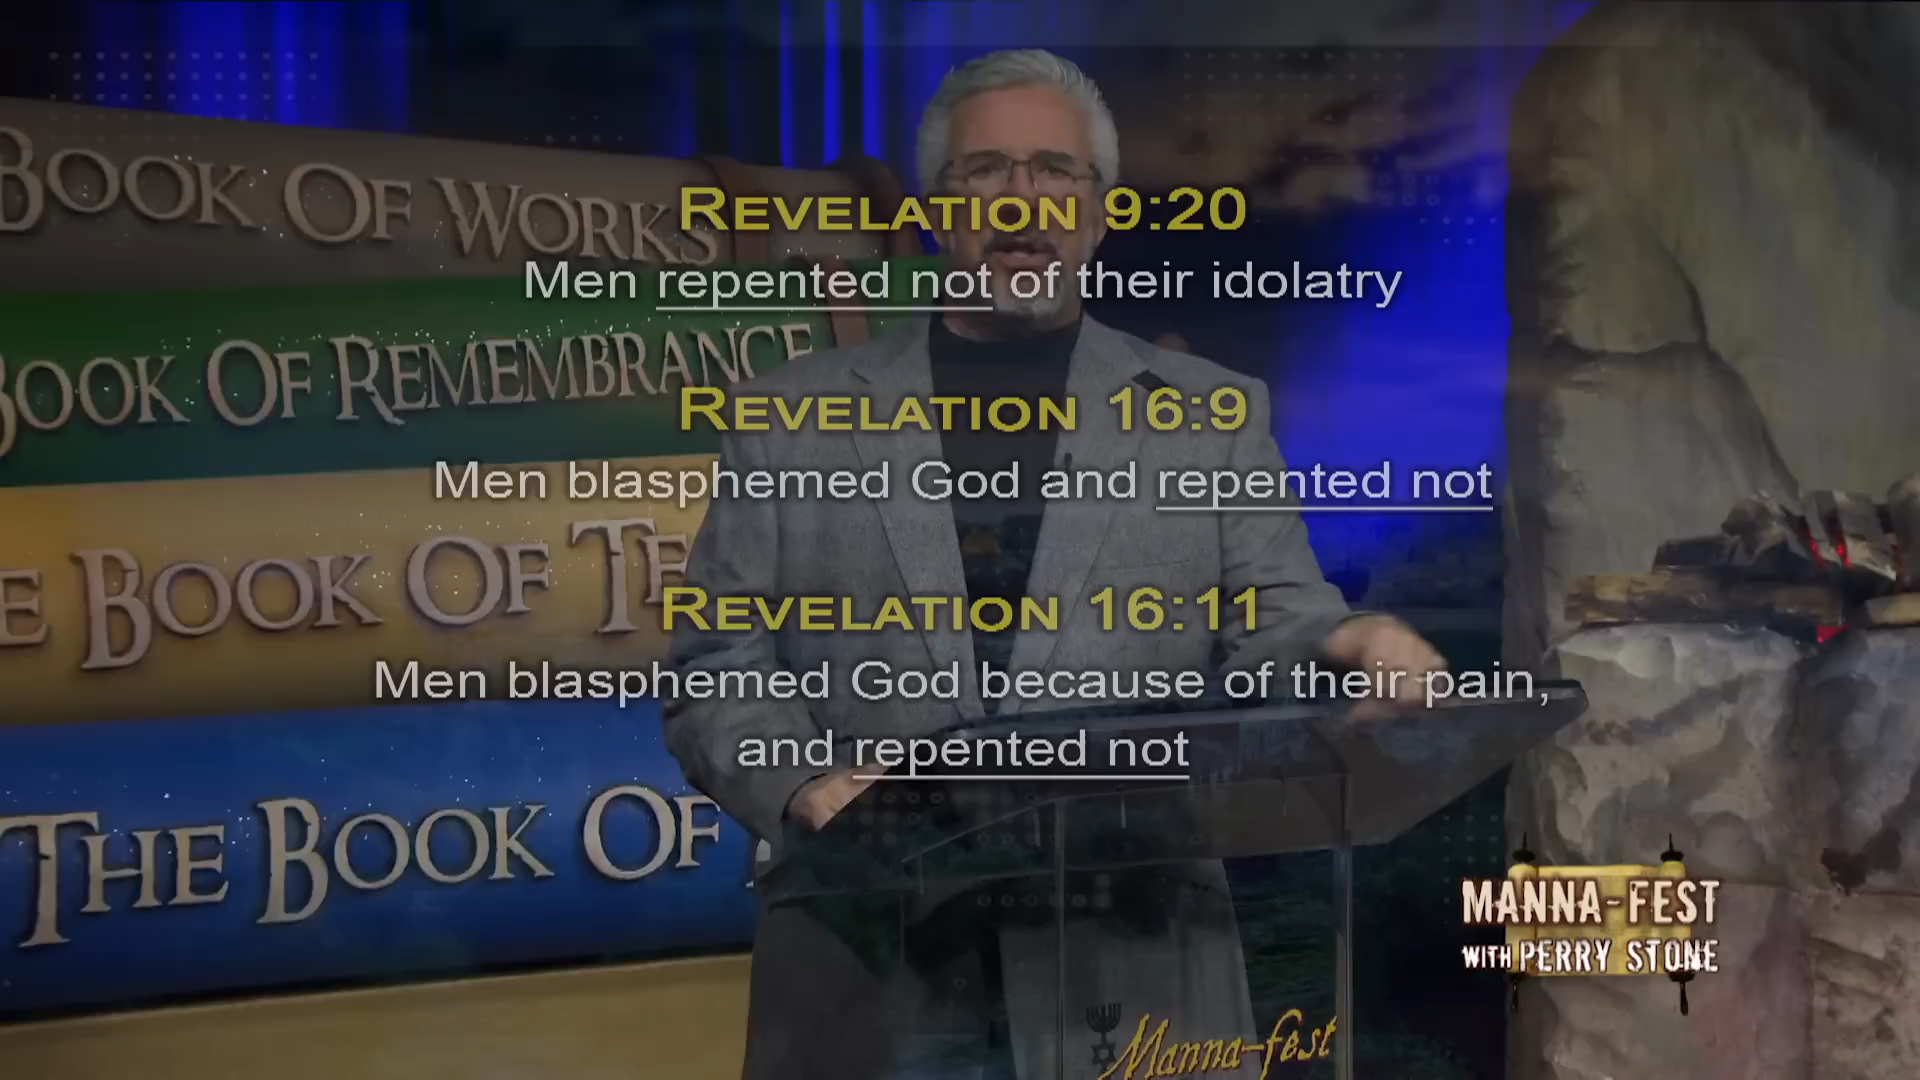 BOOK OF WORKS
BOOK OF REMEMBRANCE
BOOK OF
THE BOOK OF
REVELATION 9:20
Men repented not of their idolatry
REVELATION 16:9
Men blasphemed God and repented not
REVELATION 16:11
Men blasphemed God because of their pain,
and repented not
MANNA-FEST
WITH PERRY STONE
Manna-fest